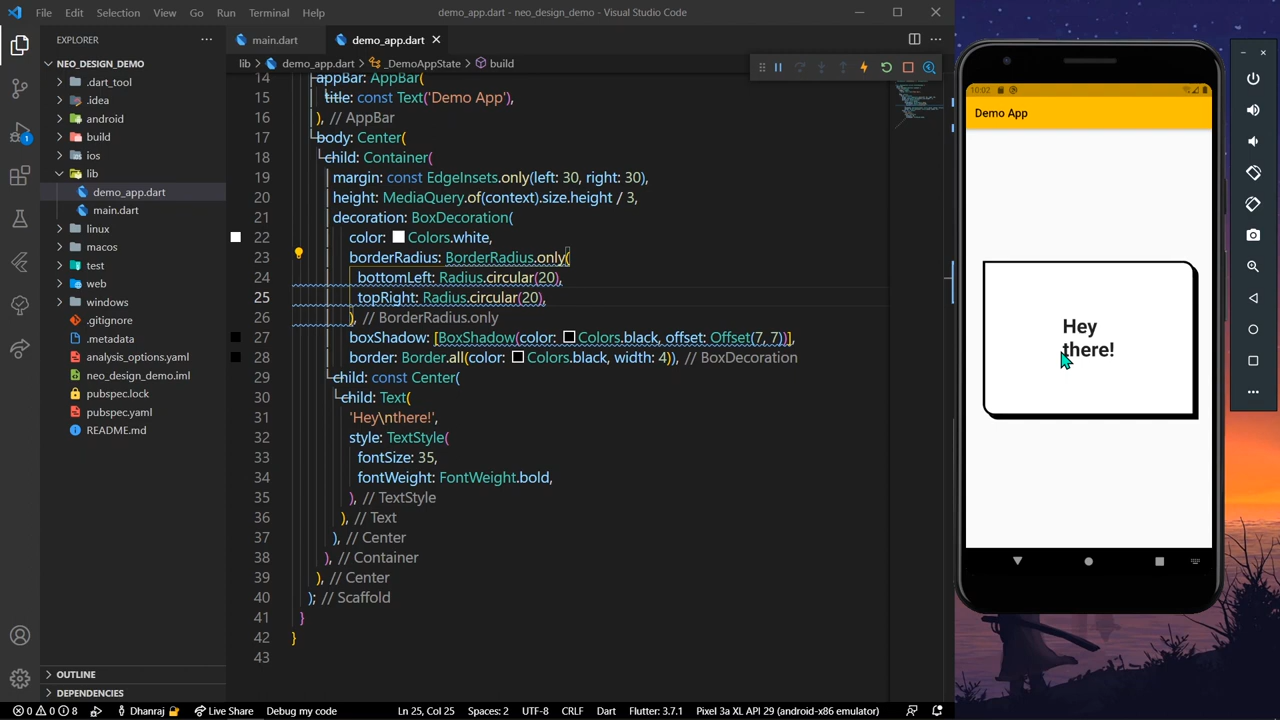 File Edit Selection View Go Run Terminal Help
demo_app.dart - neo_design_demo - Visual Studio Code
EXPLORER
main.dart
demo_app.dart
NEO_DESIGN_DEMO
.dart_tool
.idea
android
build
ios
lib
demo_app.dart
main.dart
linux
macos
test
web
windows
.gitignore
.metadata
analysis_options.yaml
neo_design_demo.iml
pubspec.lock
pubspec.yaml
README.md
OUTLINE
DEPENDENCIES
lib > demo_app.dart > _DemoAppState > build
14 appBar: AppBar(
15 title: const Text('Demo App'),
16 ), // AppBar
17 body: Center(
18 child: Container(
19 margin: const EdgeInsets.only(left: 30, right: 30),
20 height: MediaQuery.of(context).size.height / 3,
21 decoration: BoxDecoration(
22 color: Colors.white,
23 borderRadius: BorderRadius.only(
24 bottomLeft: Radius.circular(20),
25 topRight: Radius.circular(20),
26 ), // BorderRadius.only
27 boxShadow: [BoxShadow(color: Colors.black, offset: Offset(7, 7))],
28 border: Border.all(color: Colors.black, width: 4)), // BoxDecoration
29 child: const Center(
30 child: Text(
31 'Hey\nthere!',
32 style: TextStyle(
33 fontSize: 35,
34 fontWeight: FontWeight.bold,
35 ), // TextStyle
36 ), // Text
37 ), // Center
38 ), // Container
39 ), // Center
40 ); // Scaffold
41 }
42 }
43
10:02
Demo App
Hey
there!
1
0 0 8 Dhanraj Live Share Debug my code Ln 25, Col 25 Spaces: 2 UTF-8 CRLF Dart Flutter: 3.7.1 Pixel 3a XL API 29 (android-x86 emulator)